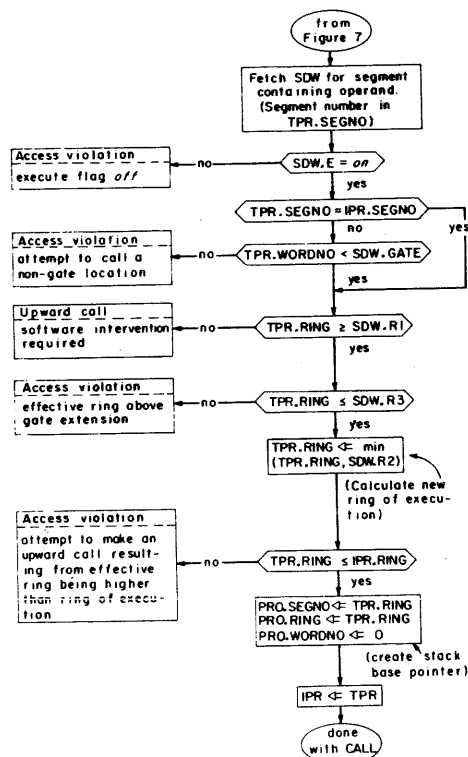 from
Figure 7
Fetch SDW for segment
containing operand.
(Segment number in
TPR.SEGNO)
Access violation
execute flag off
no
SDW.E = on
yes
TPR.SEGNO = IPR.SEGNO
no
yes
Access violation
attempt to call a
non-gate location
no
TPR.WORDNO < SDW.GATE
yes
Upward call
software intervention
required
no
TPR.RING ≥ SDW.R1
yes
Access violation
effective ring above
gate extension
no
TPR.RING ≤ SDW.R3
yes
TPR.RING ⇐ min
(TPR.RING, SDW.R2)
(Calculate new
ring of execu-
tion)
Access violation
attempt to make an
upward call result-
ing from effective
ring being higher
than ring of execu-
tion
no
TPR.RING ≤ IPR.RING
yes
PRO.SEGNO ⇐ TPR.RING
PRO.RING ⇐ TPR.RING
PRO.WORDNO ⇐ 0
(create stack
base pointer)
IPR ⇐ TPR
done
with CALL